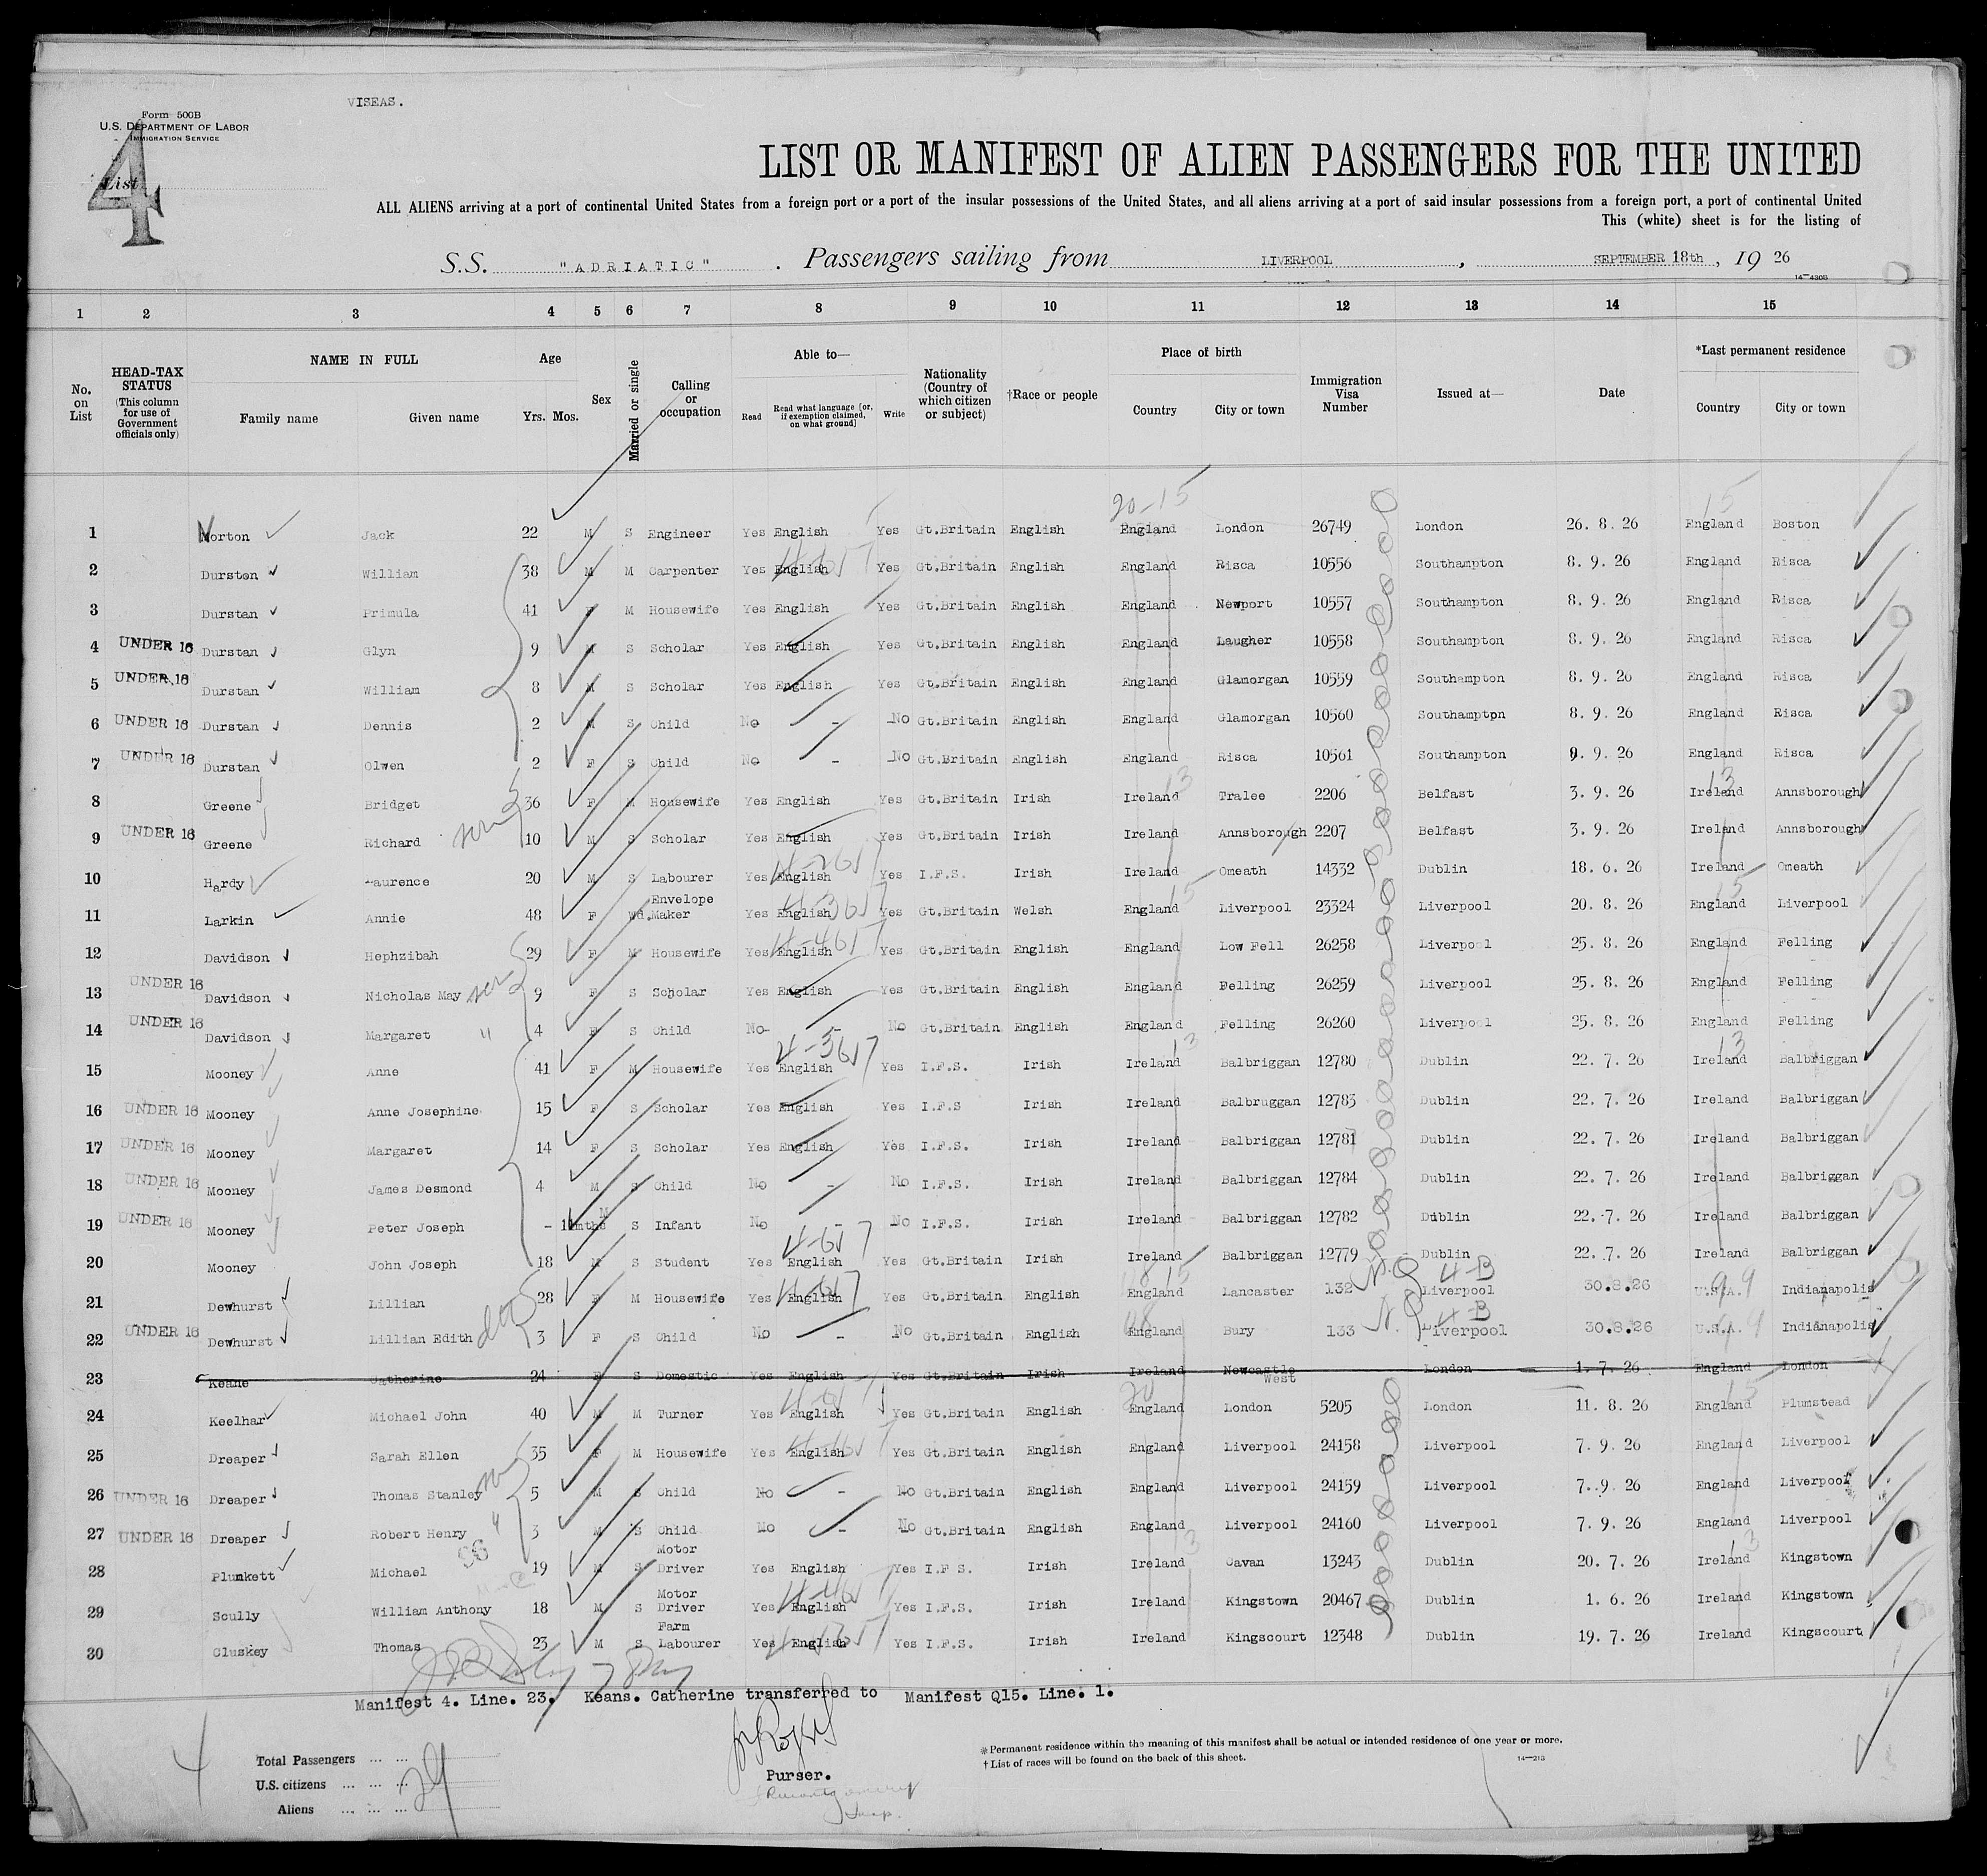 VISEAS.
Form 500B
U.S. DEPARTMENT OF LABOR
IMMIGRATION SERVICE
4
List
LIST OR MANIFEST OF ALIEN PASSENGERS FOR THE UNITED
ALL ALIENS arriving at a port of continental United States from a foreign port or a port of the insular possessions of the United States, and all aliens arriving at a port of said insular possessions from a foreign port, a port of continental United
This (white) sheet is for the listing of
S.S. "ADRIATIC". Passengers sailing from LIVERPOOL, SEPTEMBER 18th, 19 26
14—4306
1 2 3 4 5 6 7 8 9 10 11 12 13 14 15
No. on List HEAD-TAX STATUS (This column for use of Government officials only) NAME IN FULL Family name Given name Age Yrs. Mos. Sex Married or single Calling or occupation Able to— Read Read what language [or, if exemption claimed, on what ground] Write Nationality (Country of which citizen or subject) †Race or people Place of birth Country City or town Immigration Visa Number Issued at— Date *Last permanent residence Country City or town
20-15 15
1 Norton Jack 22 M S Engineer Yes English Yes Gt.Britain English England London 26749 London 26. 8. 26 England Boston
2 Durston William 38 M M Carpenter Yes English Yes Gt.Britain English England Risca 10556 Southampton 8. 9. 26 England Risca
3 Durstan Primula 41 F M Housewife Yes English Yes Gt.Britain English England Newport 10557 Southampton 8. 9. 26 England Risca
4 UNDER 16 Durstan Glyn 9 M S Scholar Yes English Yes Gt.Britain English England Laugher 10558 Southampton 8. 9. 26 England Risca
5 UNDER 16 Durstan William 8 M S Scholar Yes English Yes Gt.Britain English England Glamorgan 10559 Southampton 8. 9. 26 England Risca
6 UNDER 16 Durstan Dennis 2 M S Child No - No Gt.Britain English England Glamorgan 10560 Southampton 8. 9. 26 England Risca
7 UNDER 16 Durstan Olwen 2 F S Child No - No Gt.Britain English England Risca 10561 Southampton 9. 9. 26 England Risca
13 13
8 Greene Bridget 36 F M Housewife Yes English Yes Gt.Britain Irish Ireland Tralee 2206 Belfast 3. 9. 26 Ireland Annsborough
9 UNDER 16 Greene Richard 10 M S Scholar Yes English Yes Gt.Britain Irish Ireland Annsborough 2207 Belfast 3. 9. 26 Ireland Annsborough
10 Hardy Laurence 20 M S Labourer Yes English Yes I.F.S. Irish Ireland Omeath 14332 Dublin 18. 6. 26 Ireland Omeath
15 15
11 Larkin Annie 48 F Wd. Envelope Maker Yes English Yes Gt.Britain Welsh England Liverpool 23324 Liverpool 20. 8. 26 England Liverpool
12 Davidson Hephzibah 29 F M Housewife Yes English Yes Gt.Britain English England Low Fell 26258 Liverpool 25. 8. 26 England Felling
13 UNDER 16 Davidson Nicholas May 9 F S Scholar Yes English Yes Gt.Britain English England Felling 26259 Liverpool 25. 8. 26 England Felling
14 UNDER 16 Davidson Margaret " 4 F S Child No - No Gt.Britain English England Felling 26260 Liverpool 25. 8. 26 England Felling
13 13
15 Mooney Anne 41 F M Housewife Yes English Yes I.F.S. Irish Ireland Balbriggan 12780 Dublin 22. 7. 26 Ireland Balbriggan
16 UNDER 16 Mooney Anne Josephine 15 F S Scholar Yes English Yes I.F.S Irish Ireland Balbruggan 12783 Dublin 22. 7. 26 Ireland Balbriggan
17 UNDER 16 Mooney Margaret 14 F S Scholar Yes English Yes I.F.S. Irish Ireland Balbriggan 12781 Dublin 22. 7. 26 Ireland Balbriggan
18 UNDER 16 Mooney James Desmond 4 M S Child No - No I.F.S. Irish Ireland Balbriggan 12784 Dublin 22. 7. 26 Ireland Balbriggan
19 UNDER 16 Mooney Peter Joseph - 11mths M S Infant No - No I.F.S. Irish Ireland Balbriggan 12782 Dublin 22. 7. 26 Ireland Balbriggan
20 Mooney John Joseph 18 M S Student Yes English Yes Gt.Britain Irish Ireland Balbriggan 12779 Dublin 22. 7. 26 Ireland Balbriggan
4-B
21 Dewhurst Lillian 28 F M Housewife Yes English Yes Gt.Britain English England Lancaster 132 Liverpool 30.8.26 U.S.A. Indianapolis
4-B
22 UNDER 16 Dewhurst Lillian Edith 3 F S Child No - No Gt.Britain English England Bury 133 Liverpool 30.8.26 U.S.A. Indianapolis
23 Keane Catherine 24 F S Domestic Yes English Yes Gt.Britain Irish Ireland Newcastle West London 1. 7. 26 England London
24 Keelhar Michael John 40 M M Turner Yes English Yes Gt.Britain English England London 5205 London 11. 8. 26 England Plumstead
25 Dreaper Sarah Ellen 35 F M Housewife Yes English Yes Gt.Britain English England Liverpool 24158 Liverpool 7. 9. 26 England Liverpool
26 UNDER 16 Dreaper Thomas Stanley 5 M S Child No - No Gt.Britain English England Liverpool 24159 Liverpool 7. 9. 26 England Liverpool
27 UNDER 16 Dreaper Robert Henry 3 M S Child No - No Gt.Britain English England Liverpool 24160 Liverpool 7. 9. 26 England Liverpool
28 Plunkett Michael 19 M S Motor Driver Yes English Yes I.F S. Irish Ireland Cavan 13243 Dublin 20. 7. 26 Ireland Kingstown
29 Scully William Anthony 18 M S Motor Driver Yes English Yes I.F.S. Irish Ireland Kingstown 20467 Dublin 1. 6. 26 Ireland Kingstown
30 Cluskey Thomas 23 M S Farm Labourer Yes English Yes I.F.S. Irish Ireland Kingscourt 12348 Dublin 19. 7. 26 Ireland Kingscourt
Manifest 4. Line. 23. Keans. Catherine transferred to Manifest Q15. Line. 1.
Purser.
4
Total Passengers ... ...
U.S. citizens ... ... ...
Aliens ... ... ...
29
*Permanent residence within the meaning of this manifest shall be actual or intended residence of one year or more.
†List of races will be found on the back of this sheet.
14—213